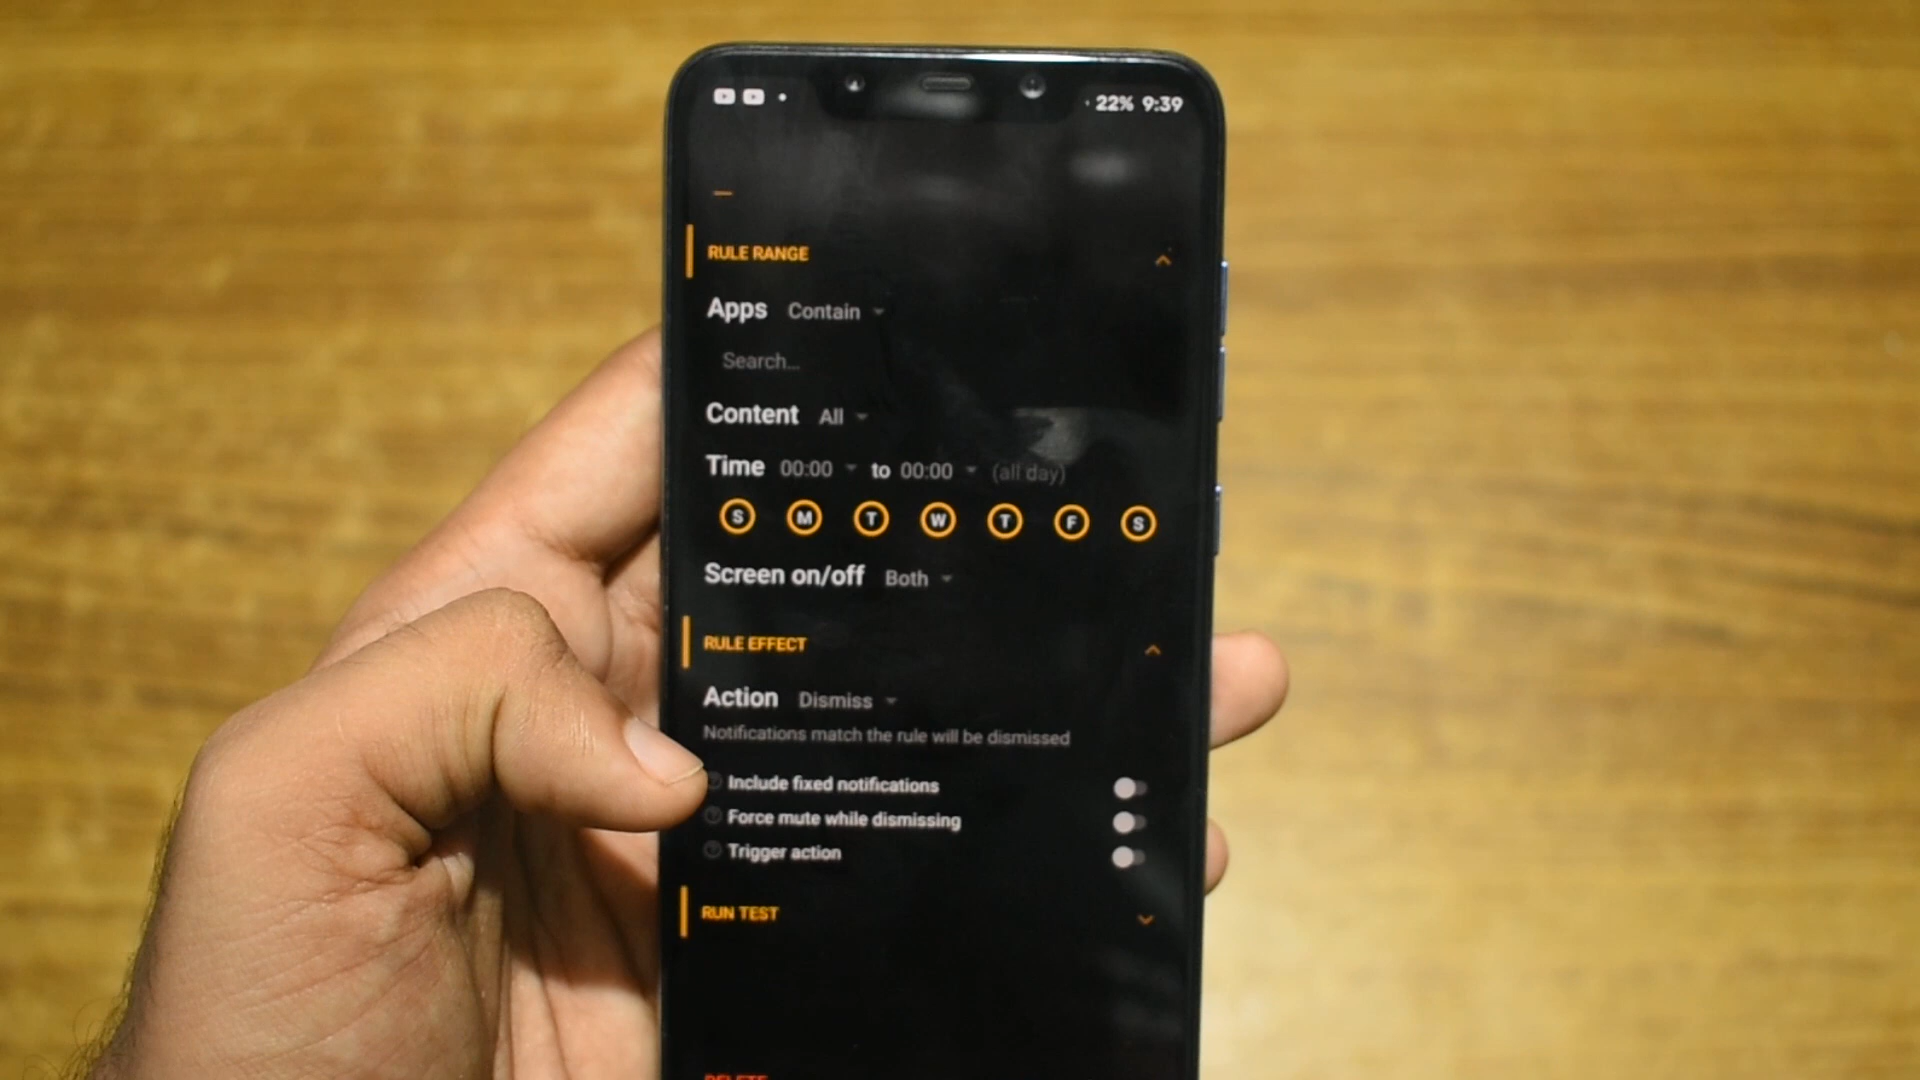 22% 9:39
RULE RANGE
Apps Contain
Search...
Content All
Time 00:00 to 00:00 (all day)
S M T W T F S
Screen on/off Both
RULE EFFECT
Action Dismiss
Notifications match the rule will be dismissed
Include fixed notifications
Force mute while dismissing
Trigger action
RUN TEST
DELETE